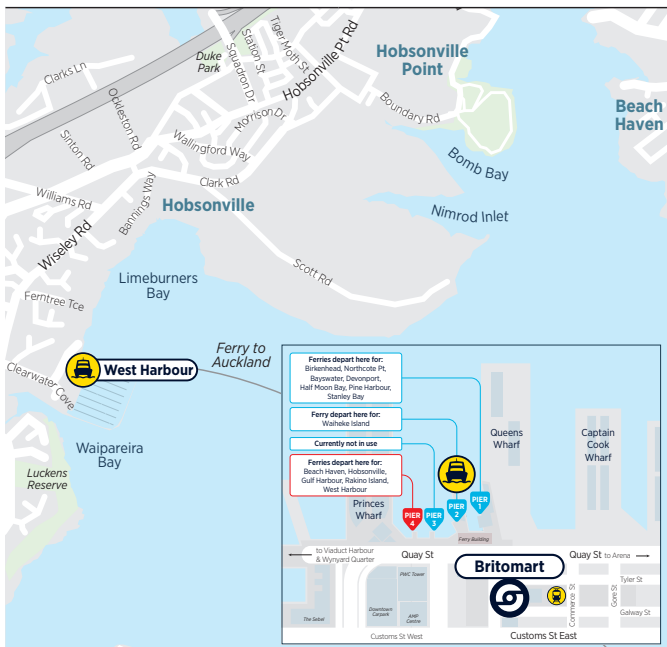 Clarks Ln
Duke
Park
Station St
Squadron Dr
Tiger Moth St
Hobsonville Pt Rd
Hobsonville
Point
Beach
Haven
Boundary Rd
Ockleston Rd
Sinton Rd
Morrison Dr
Wallingford Way
Bomb Bay
Clark Rd
Williams Rd
Bannings Way
Hobsonville
Nimrod Inlet
Wiseley Rd
Limeburners
Bay
Scott Rd
Ferntree Tce
Ferry to
Auckland
West Harbour
Clearwater Cove
Waipareira
Bay
Luckens
Reserve
Ferries depart here for:
Birkenhead, Northcote Pt,
Bayswater, Devonport,
Half Moon Bay, Pine Harbour,
Stanley Bay
Ferry depart here for:
Waiheke Island
Currently not in use
Ferries depart here for:
Beach Haven, Hobsonville,
Gulf Harbour, Rakino Island,
West Harbour
Queens
Wharf
Captain
Cook
Wharf
Princes
Wharf
PIER
4
PIER
3
PIER
2
PIER
1
Ferry Building
to Viaduct Harbour
& Wynyard Quarter
Quay St
Quay St to Arena
Britomart
PWC Tower
Downtown
Carpark
AMP
Centre
The Sebel
Commerce St
Gore St
Tyler St
Galway St
Customs St West
Customs St East